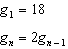 g₁ = 18
gₙ = 2gₙ₋₁